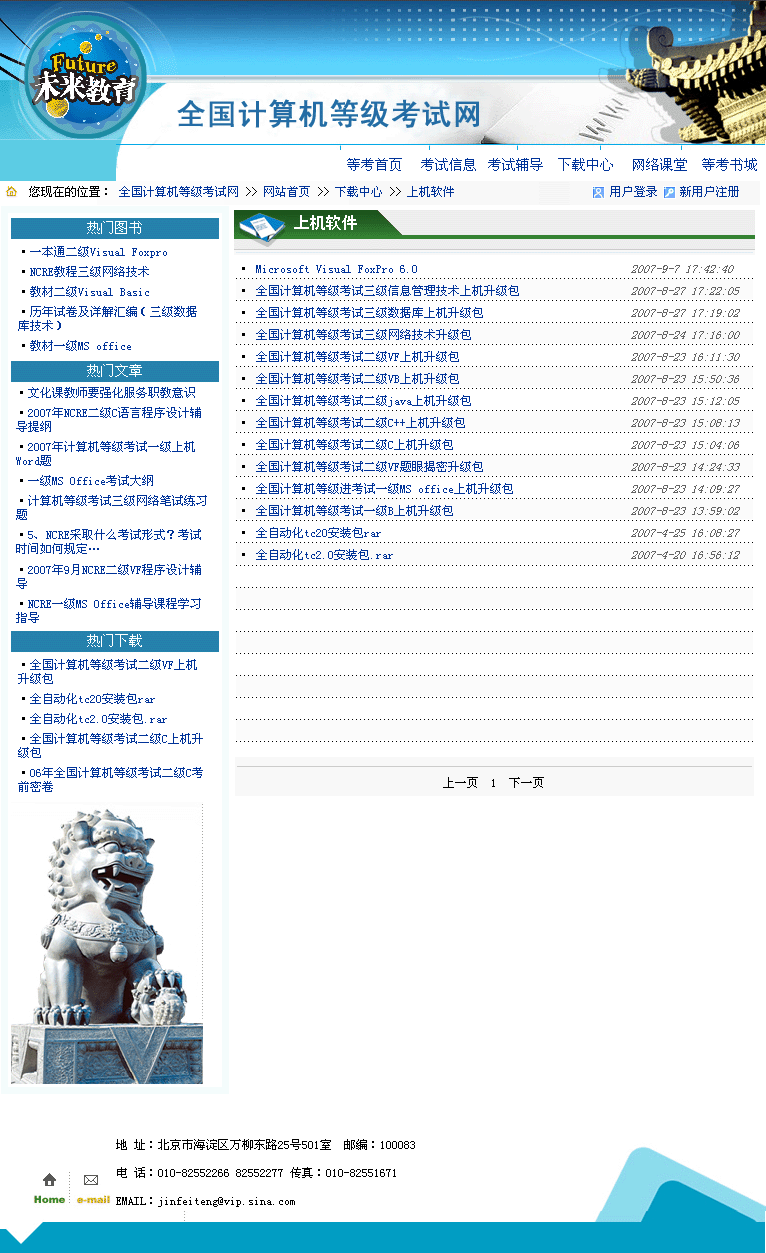 Future
未来教育
全国计算机等级考试网
等考首页 考试信息 考试辅导 下载中心 网络课堂 等考书城
您现在的位置： 全国计算机等级考试网 >> 网站首页 >> 下载中心 >> 上机软件 用户登录 新用户注册
热门图书
▪一本通二级Visual Foxpro
▪NCRE教程三级网络技术
▪教材二级Visual Basic
▪历年试卷及详解汇编（三级数据
库技术）
▪教材一级MS office
热门文章
▪文化课教师要强化服务职教意识
▪2007年NCRE二级C语言程序设计辅
导提纲
▪2007年计算机等级考试一级上机
Word题
▪一级MS Office考试大纲
▪计算机等级考试三级网络笔试练习
题
▪5、NCRE采取什么考试形式？考试
时间如何规定…
▪2007年9月NCRE二级VF程序设计辅
导
▪NCRE一级MS Office辅导课程学习
指导
热门下载
▪全国计算机等级考试二级VF上机
升级包
▪全自动化tc20安装包rar
▪全自动化tc2.0安装包.rar
▪全国计算机等级考试二级C上机升
级包
▪06年全国计算机等级考试二级C考
前密卷
上机软件
▪ Microsoft Visual FoxPro 6.0 2007-9-7 17:42:40
▪ 全国计算机等级考试三级信息管理技术上机升级包 2007-8-27 17:22:05
▪ 全国计算机等级考试三级数据库上机升级包 2007-8-27 17:19:02
▪ 全国计算机等级考试三级网络技术升级包 2007-8-24 17:16:00
▪ 全国计算机等级考试二级VF上机升级包 2007-8-23 16:11:30
▪ 全国计算机等级考试二级VB上机升级包 2007-8-23 15:50:36
▪ 全国计算机等级考试二级java上机升级包 2007-8-23 15:12:05
▪ 全国计算机等级考试二级C++上机升级包 2007-8-23 15:08:13
▪ 全国计算机等级考试二级C上机升级包 2007-8-23 15:04:06
▪ 全国计算机等级考试二级VF题眼揭密升级包 2007-8-23 14:24:33
▪ 全国计算机等级进考试一级MS office上机升级包 2007-8-23 14:09:27
▪ 全国计算机等级考试一级B上机升级包 2007-8-23 13:59:02
▪ 全自动化tc20安装包rar 2007-4-25 16:08:27
▪ 全自动化tc2.0安装包.rar 2007-4-20 16:56:12
上一页 1 下一页
地 址：北京市海淀区万柳东路25号501室 邮编：100083
电 话：010-82552266 82552277 传真：010-82551671
Home e-mail EMAIL：jinfeiteng@vip.sina.com